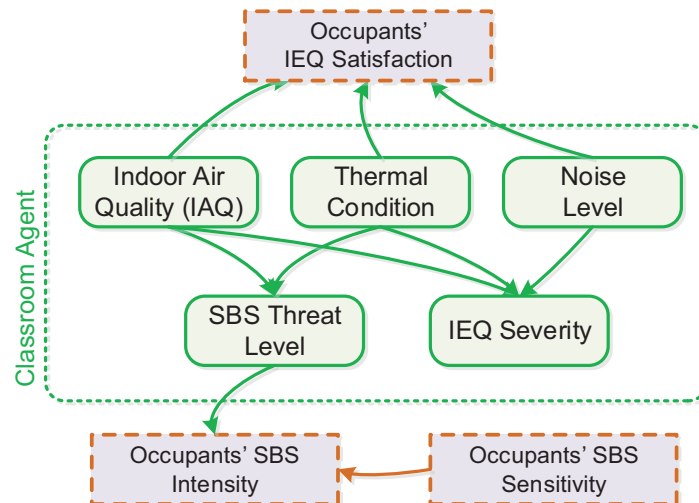 Occupants'
IEQ Satisfaction
Classroom Agent
Indoor Air
Quality (IAQ)
Thermal
Condition
Noise
Level
SBS Threat
Level
IEQ Severity
Occupants' SBS
Intensity
Occupants' SBS
Sensitivity